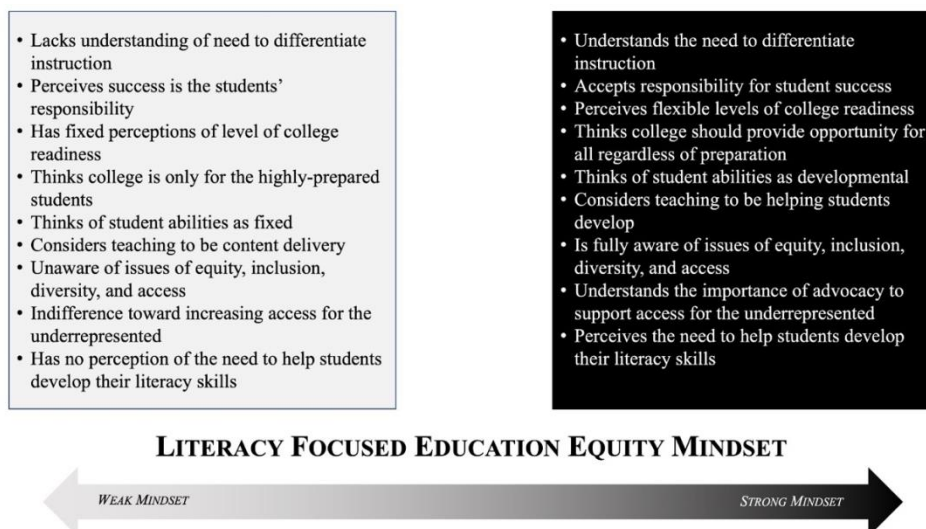 • Lacks understanding of need to differentiate
instruction
• Perceives success is the students’
responsibility
• Has fixed perceptions of level of college
readiness
• Thinks college is only for the highly-prepared
students
• Thinks of student abilities as fixed
• Considers teaching to be content delivery
• Unaware of issues of equity, inclusion,
diversity, and access
• Indifference toward increasing access for the
underrepresented
• Has no perception of the need to help students
develop their literacy skills
• Understands the need to differentiate
instruction
• Accepts responsibility for student success
• Perceives flexible levels of college readiness
• Thinks college should provide opportunity for
all regardless of preparation
• Thinks of student abilities as developmental
• Considers teaching to be helping students
develop
• Is fully aware of issues of equity, inclusion,
diversity, and access
• Understands the importance of advocacy to
support access for the underrepresented
• Perceives the need to help students develop
their literacy skills
LITERACY FOCUSED EDUCATION EQUITY MINDSET
WEAK MINDSET
STRONG MINDSET